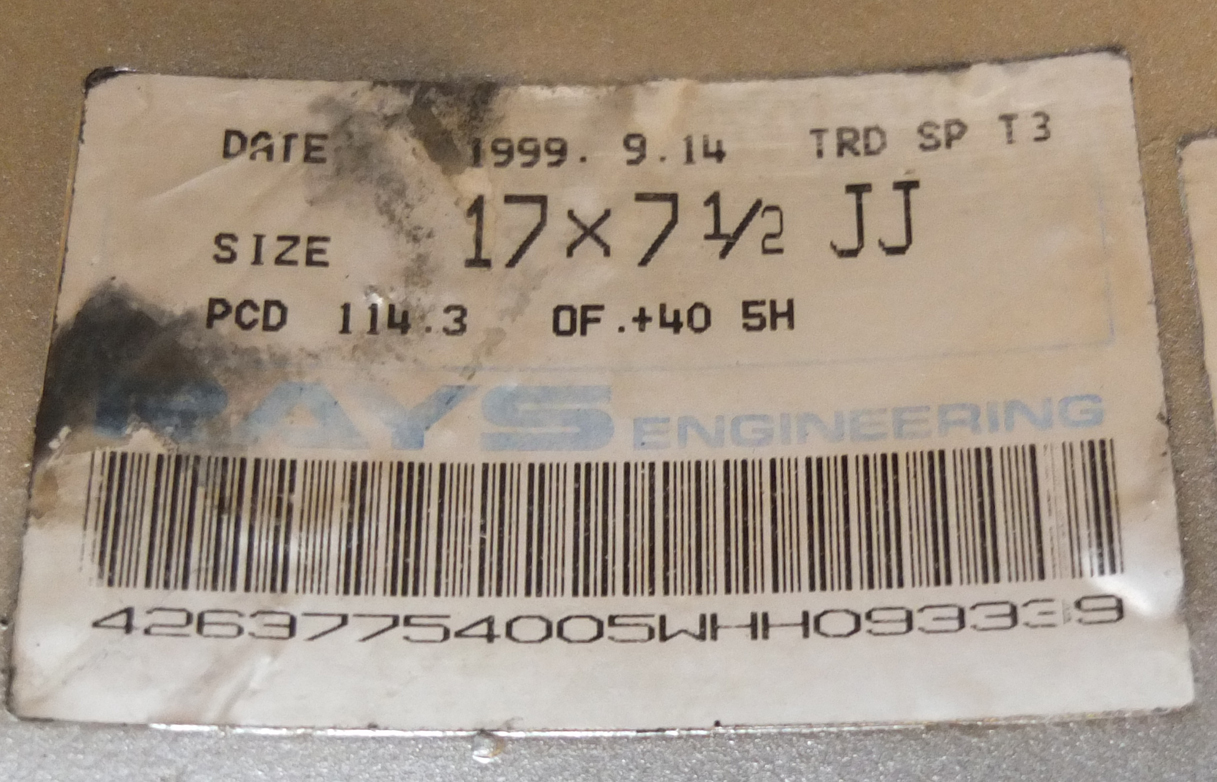 DATE 1999. 9.14 TRD SP T3
SIZE 17×7½ JJ
PCD 114.3 OF.+40 5H
RAYS ENGINEERING